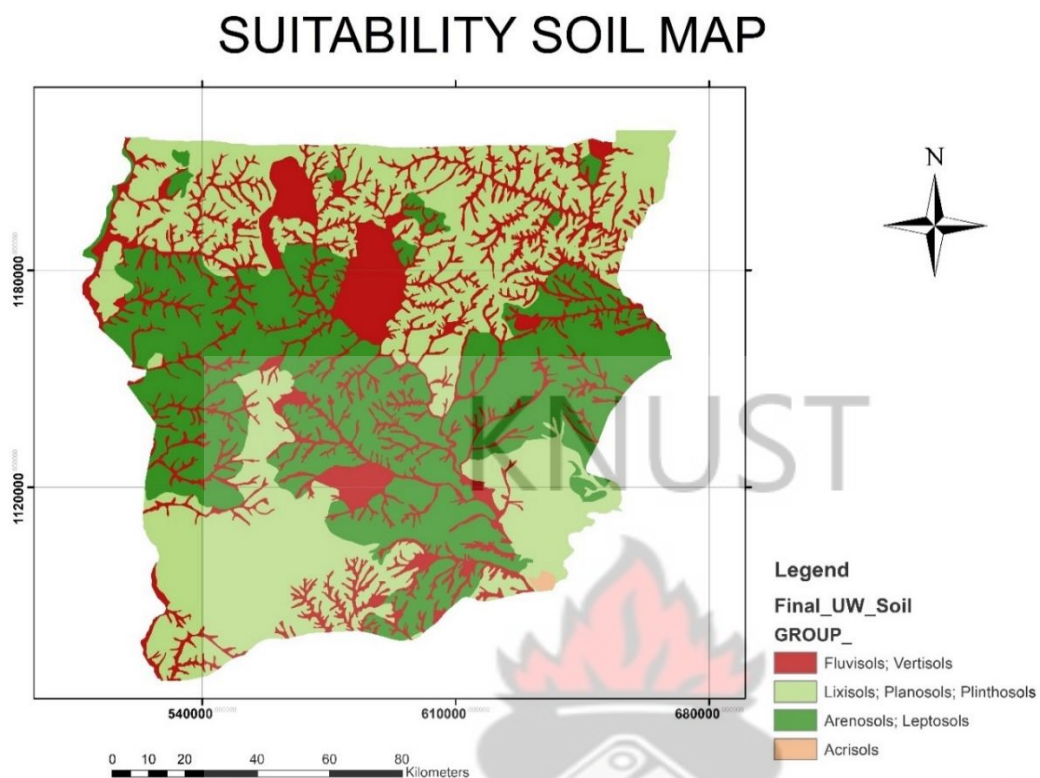 SUITABILITY SOIL MAP
N
1180000
1120000
KNUST
540000
610000
680000
Legend
Final_UW_Soil
GROUP_
Fluvisols; Vertisols
Lixisols; Planosols; Plinthosols
Arenosols; Leptosols
Acrisols
0 10 20 40 60 80
Kilometers